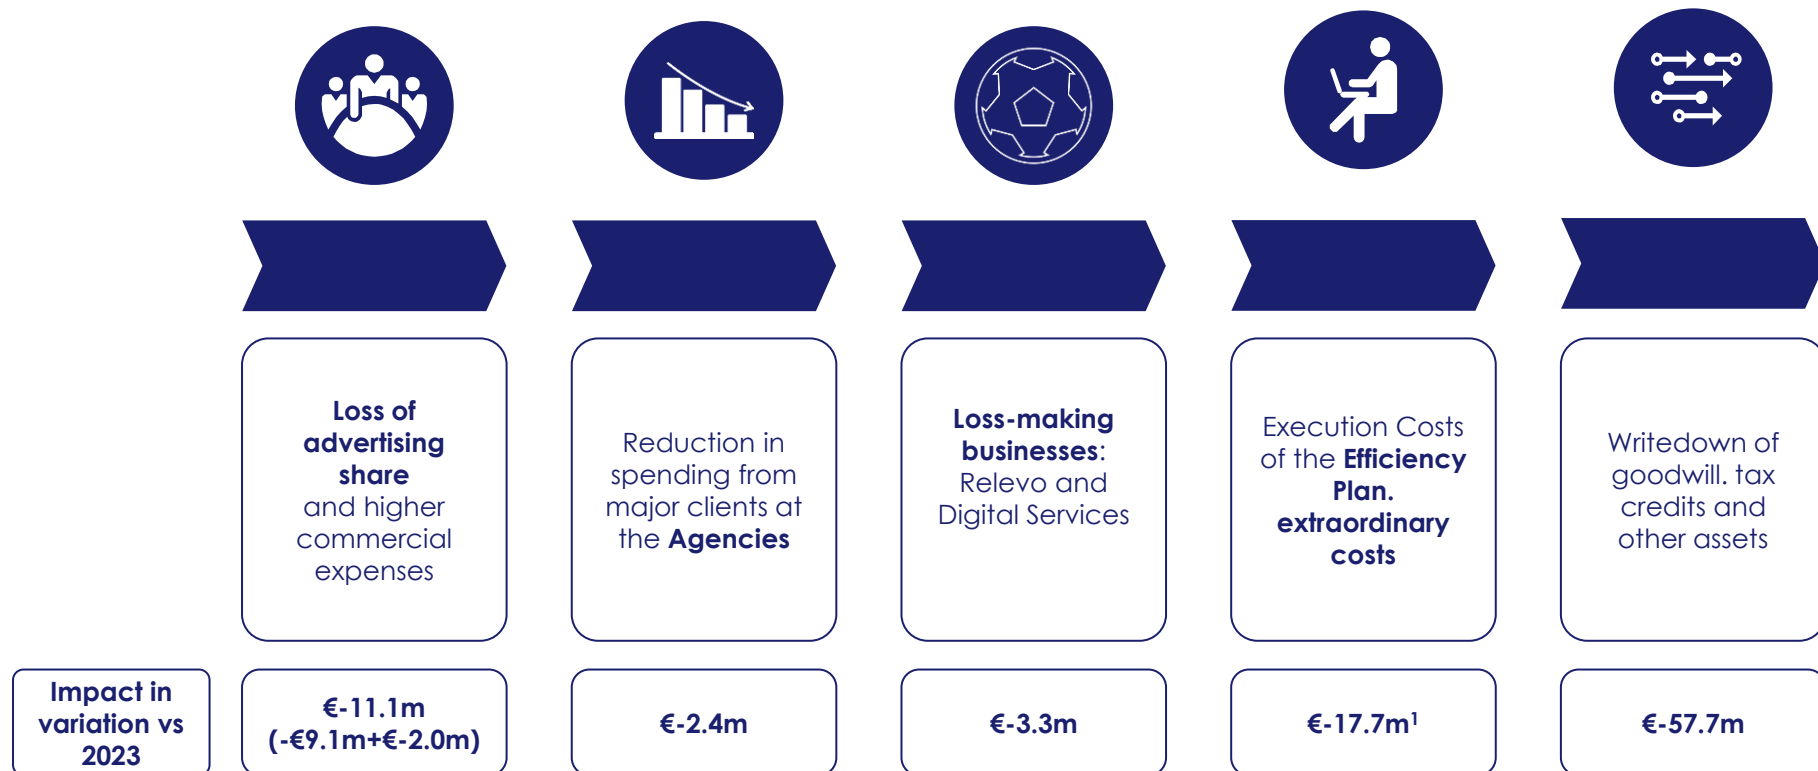 Loss of
advertising
share
and higher
commercial
expenses
Reduction in
spending from
major clients at
the Agencies
Loss-making
businesses:
Relevo and
Digital Services
Execution Costs
of the Efficiency
Plan.
extraordinary
costs
Writedown of
goodwill. tax
credits and
other assets
Impact in
variation vs
2023
€-11.1m
(-€9.1m+€-2.0m)
€-2.4m
€-3.3m
€-17.7m¹
€-57.7m